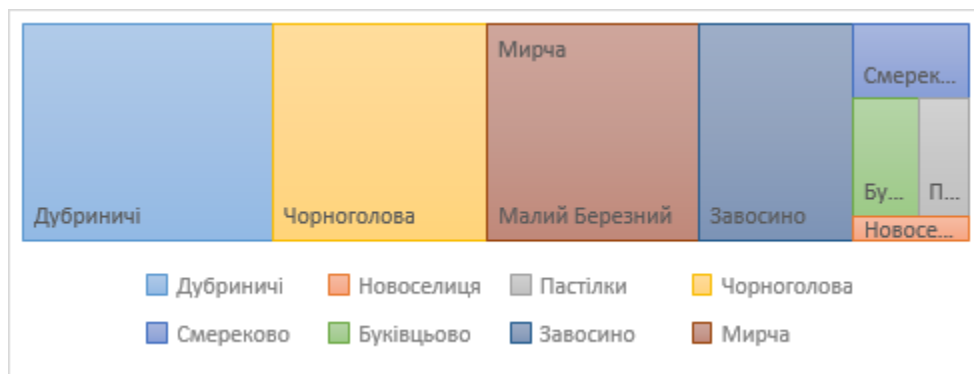 Мирча
Смерек...
Бу...
П...
Дубриничі
Чорноголова
Малий Березний
Завосино
Новосе...
Дубриничі
Новоселиця
Пастілки
Чорноголова
Смереково
Буківцьово
Завосино
Мирча